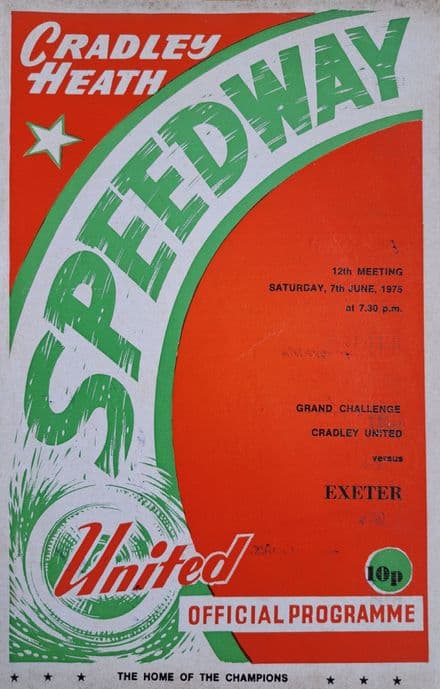 CRADLEY
HEATH
SPEEDWAY
12th MEETING
SATURDAY, 7th JUNE, 1975
at 7.30 p.m.
GRAND CHALLENGE
CRADLEY UNITED
versus
EXETER
United
10p
OFFICIAL PROGRAMME
THE HOME OF THE CHAMPIONS